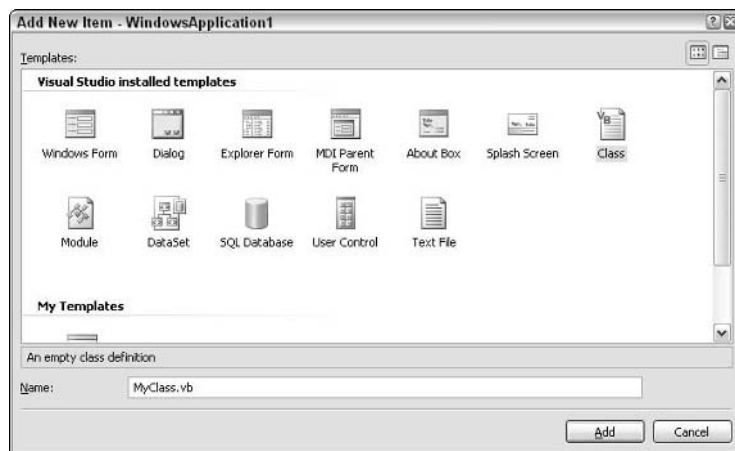 Add New Item - WindowsApplication1
Templates:
Visual Studio installed templates
Windows Form
Dialog
Explorer Form
MDI Parent
Form
About Box
Splash Screen
Class
Module
DataSet
SQL Database
User Control
Text File
My Templates
An empty class definition
Name:
MyClass.vb
Add
Cancel